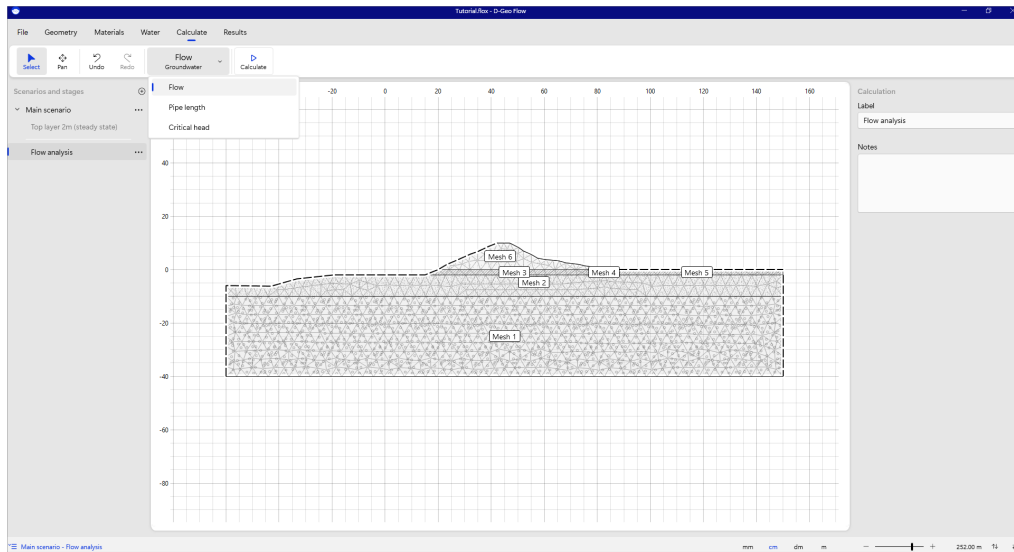 Tutorial.flox - D-Geo Flow
File Geometry Materials Water Calculate Results
Select Pan Undo Redo Flow Groundwater Calculate
Scenarios and stages
Main scenario
Top layer 2m (steady state)
Flow analysis
Flow
Pipe length
Critical head
-20 0 20 40 60 80 100 120 140 160
40
20
0
-20
-40
-60
-80
Mesh 6
Mesh 3 Mesh 4 Mesh 5
Mesh 2
Mesh 1
Calculation
Label
Flow analysis
Notes
Main scenario - Flow analysis mm cm dm m 252.00 m